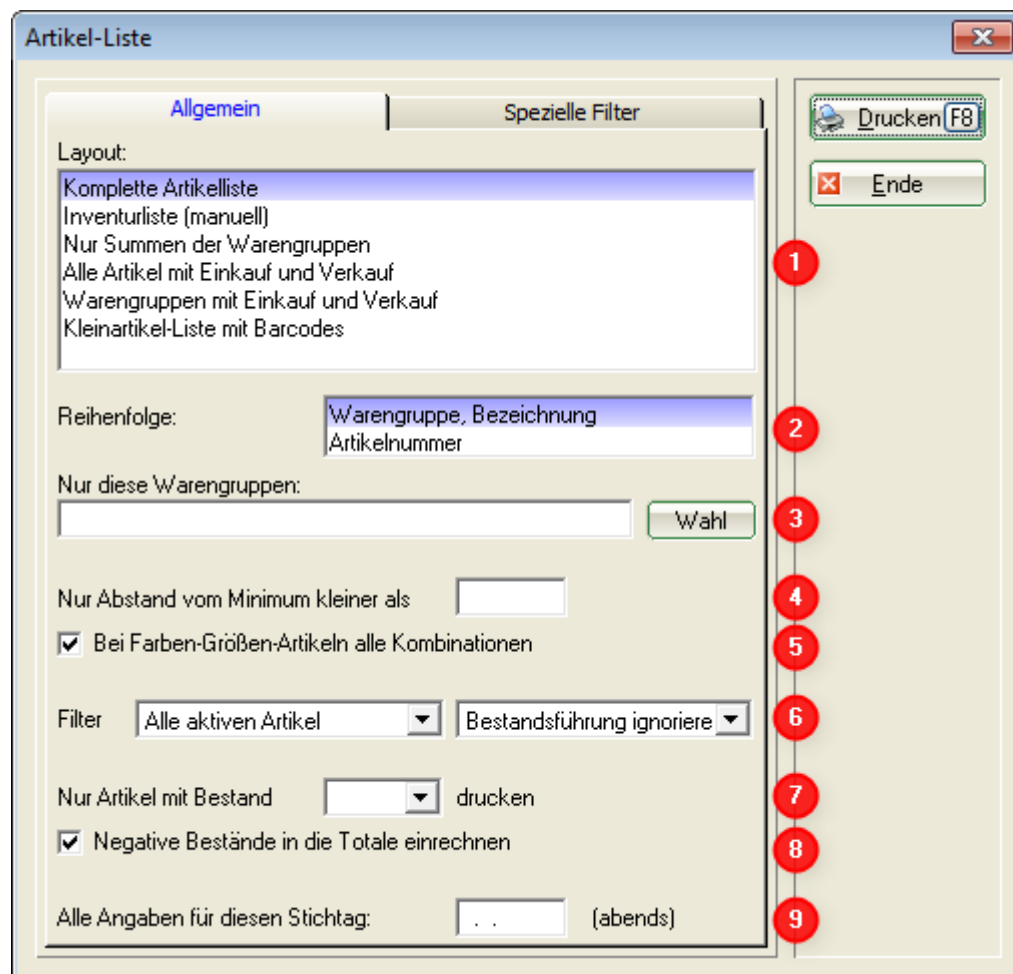 Artikel-Liste
Allgemein
Spezielle Filter
Drucken F8
Ende
Layout:
Komplette Artikelliste
Inventurliste (manuell)
Nur Summen der Warengruppen
Alle Artikel mit Einkauf und Verkauf
Warengruppen mit Einkauf und Verkauf
Kleinartikel-Liste mit Barcodes
1
Reihenfolge:
Warengruppe, Bezeichnung
Artikelnummer
2
Nur diese Warengruppen:
Wahl
3
Nur Abstand vom Minimum kleiner als
4
Bei Farben-Größen-Artikeln alle Kombinationen
5
Filter Alle aktiven Artikel Bestandsführung ignoriere
6
Nur Artikel mit Bestand drucken
7
Negative Bestände in die Totale einrechnen
8
Alle Angaben für diesen Stichtag: . . (abends)
9